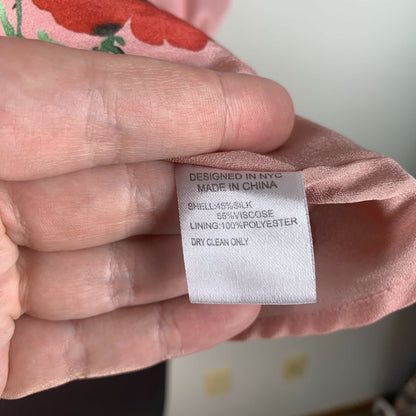 DESIGNED IN NYC
MADE IN CHINA
SHELL:45%SILK
55%VISCOSE
LINING:100%POLYESTER
DRY CLEAN ONLY